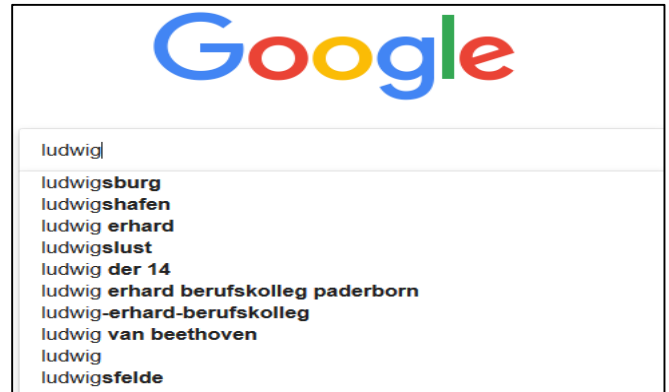 Google
ludwig
ludwigsburg
ludwigshafen
ludwig erhard
ludwigslust
ludwig der 14
ludwig erhard berufskolleg paderborn
ludwig-erhard-berufskolleg
ludwig van beethoven
ludwig
ludwigsfelde